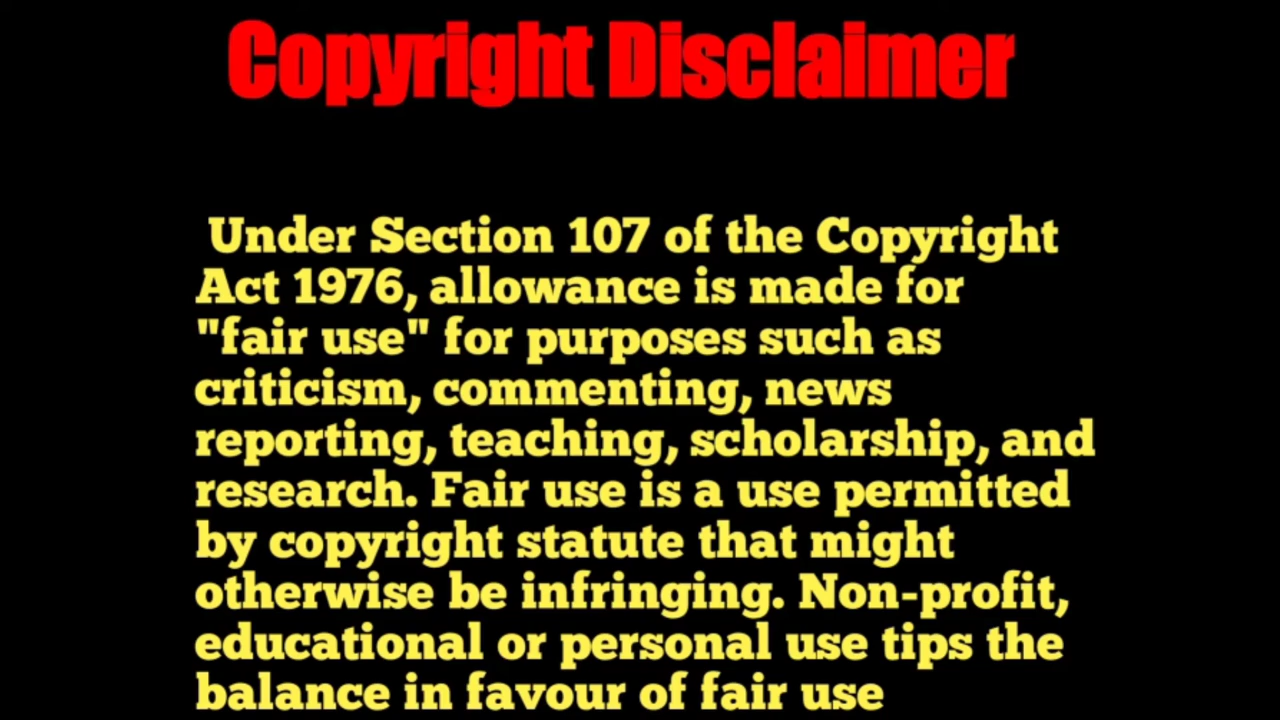 Copyright Disclaimer
Under Section 107 of the Copyright
Act 1976, allowance is made for
"fair use" for purposes such as
criticism, commenting, news
reporting, teaching, scholarship, and
research. Fair use is a use permitted
by copyright statute that might
otherwise be infringing. Non-profit,
educational or personal use tips the
balance in favour of fair use